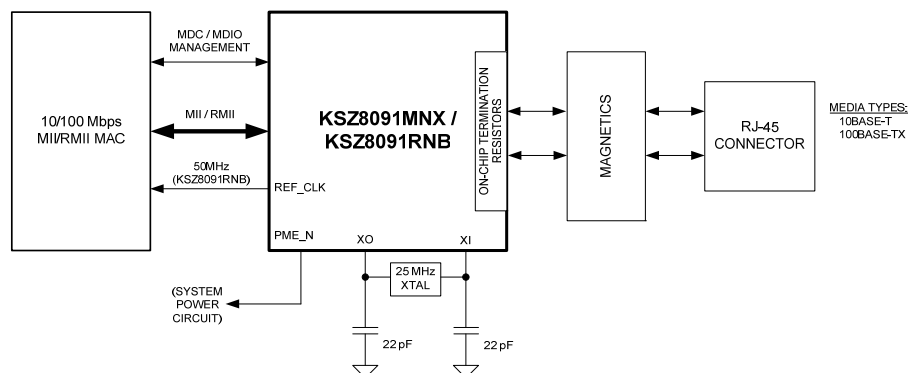 MDC / MDIO
MANAGEMENT
10/100 Mbps
MII/RMII MAC
MII / RMII
50MHz
(KSZ8091RNB)
KSZ8091MNX /
KSZ8091RNB
REF_CLK
PME_N
XO
XI
ON-CHIP TERMINATION
RESISTORS
MAGNETICS
RJ-45
CONNECTOR
MEDIA TYPES:
10BASE-T
100BASE-TX
25 MHz
XTAL
(SYSTEM
POWER
CIRCUIT)
22 pF
22 pF